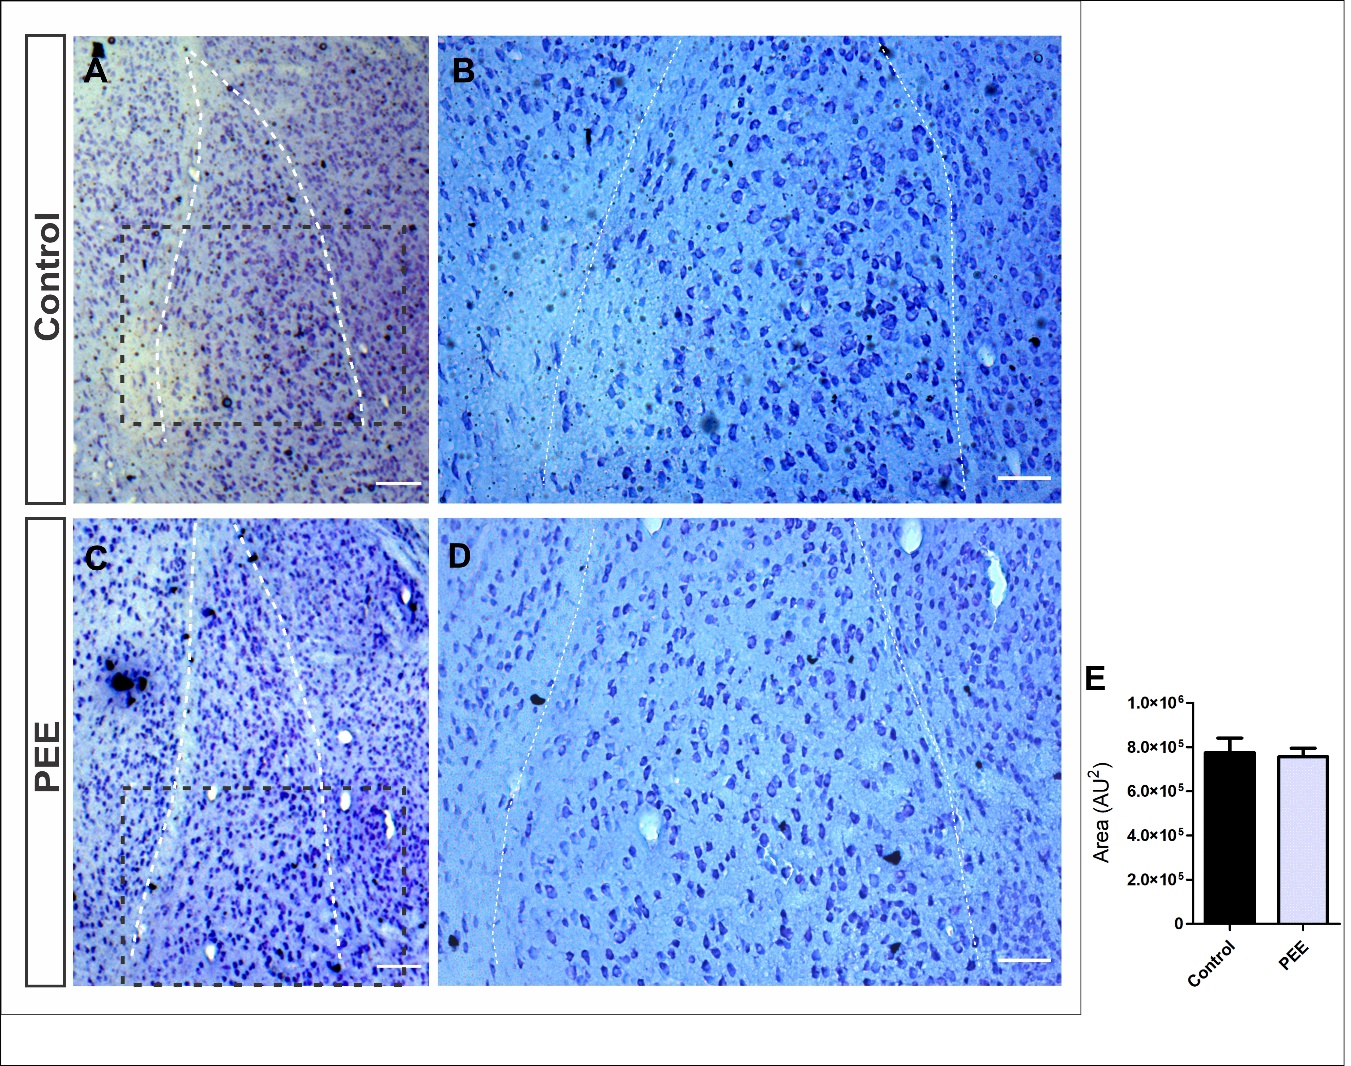 Control
A
B
PEE
C
D
E
1.0×10⁶
8.0×10⁵
6.0×10⁵
4.0×10⁵
2.0×10⁵
0
Area (AU²)
Control
PEE